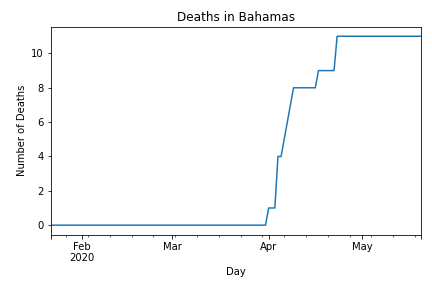 Deaths in Bahamas
Number of Deaths
10
8
6
4
2
0
Feb
2020
Mar
Apr
May
Day